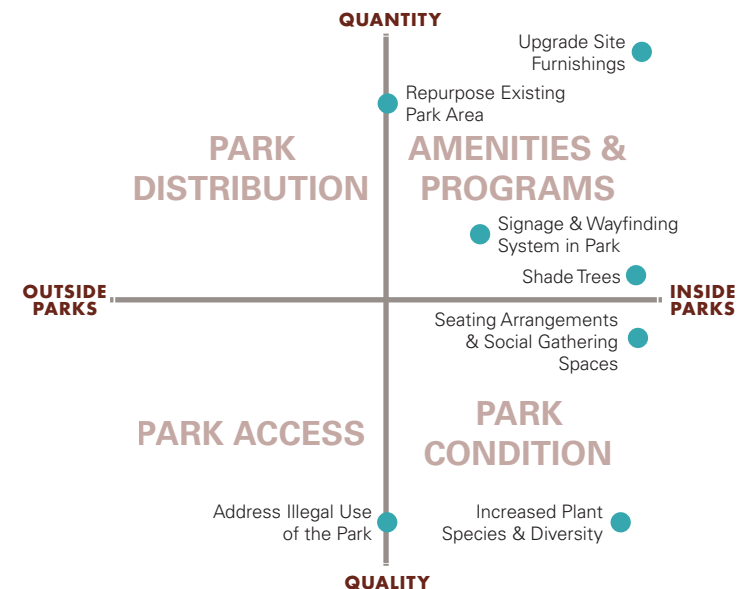 QUANTITY
Upgrade Site
Furnishings
Repurpose Existing
Park Area
PARK
DISTRIBUTION
AMENITIES &
PROGRAMS
Signage & Wayfinding
System in Park
Shade Trees
OUTSIDE
PARKS
INSIDE
PARKS
Seating Arrangements
& Social Gathering
Spaces
PARK ACCESS
PARK
CONDITION
Address Illegal Use
of the Park
Increased Plant
Species & Diversity
QUALITY